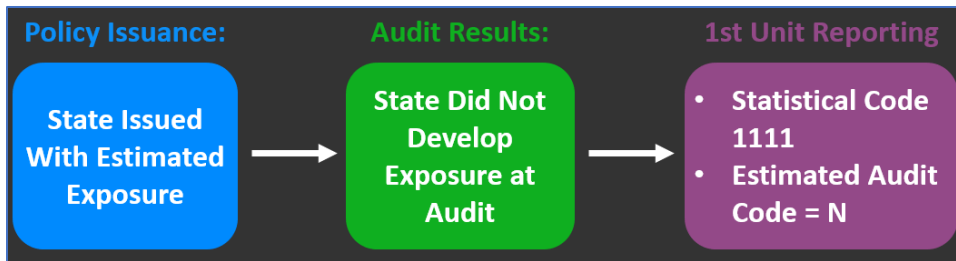 Policy Issuance:
State Issued
With Estimated
Exposure
Audit Results:
State Did Not
Develop
Exposure at
Audit
1st Unit Reporting
• Statistical Code
1111
• Estimated Audit
Code = N